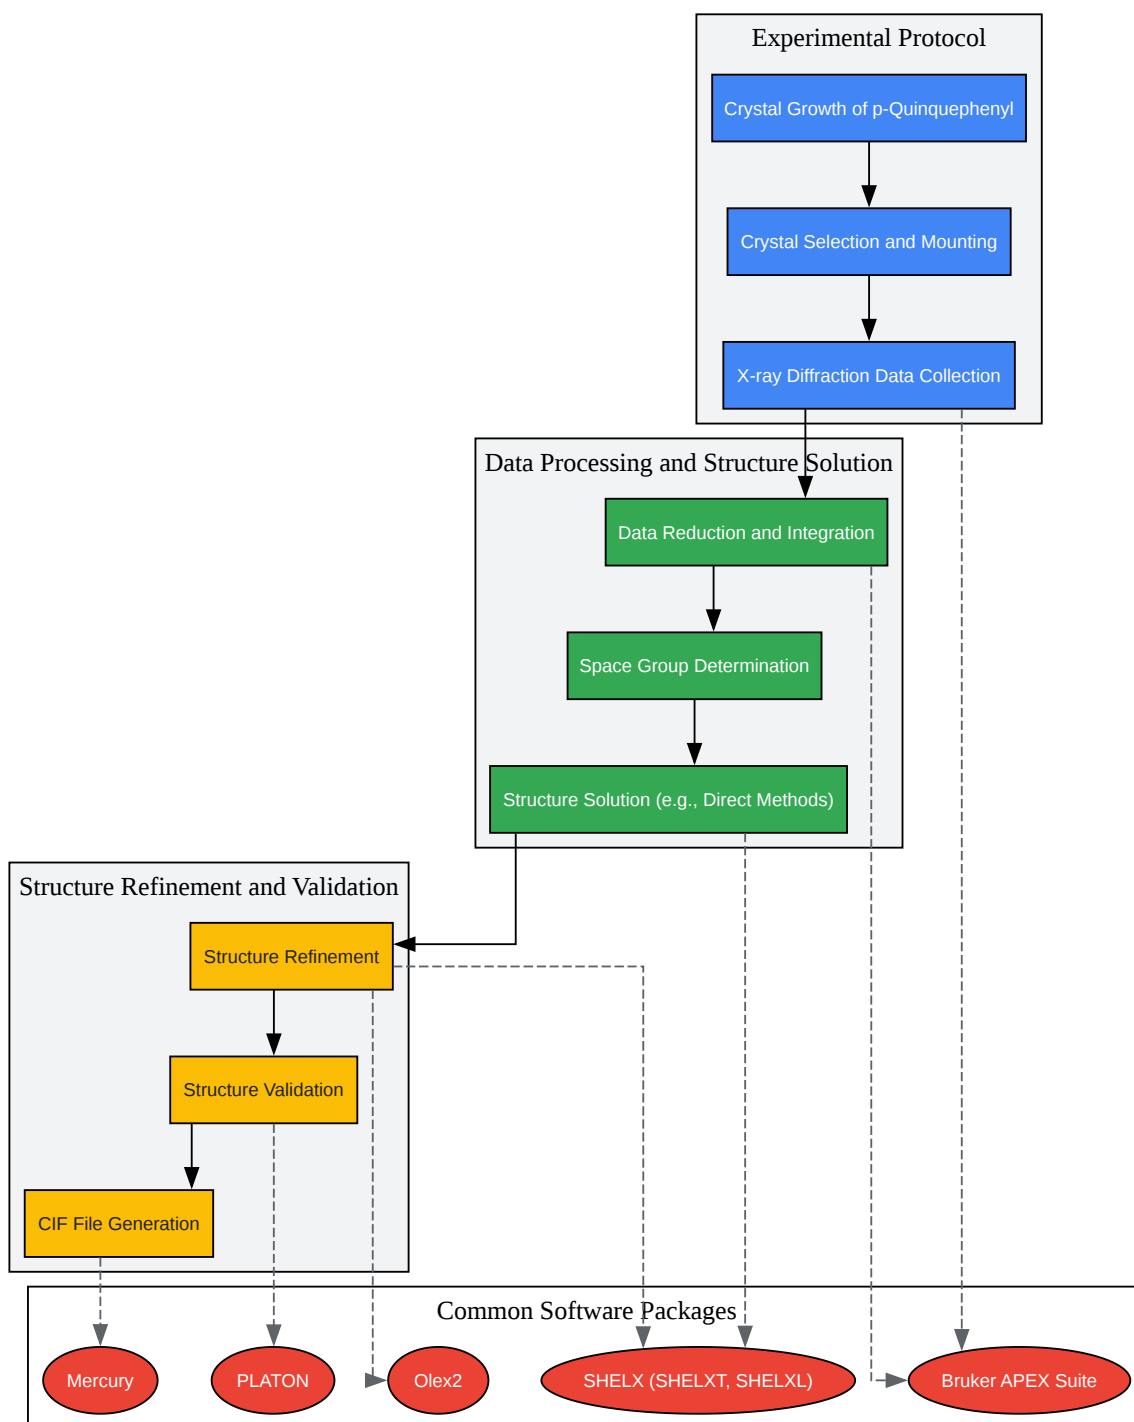 Experimental Protocol
Crystal Growth of p-Quinquephenyl
Crystal Selection and Mounting
X-ray Diffraction Data Collection
Data Processing and Structure Solution
Data Reduction and Integration
Space Group Determination
Structure Solution (e.g., Direct Methods)
Structure Refinement and Validation
Structure Refinement
Structure Validation
CIF File Generation
Common Software Packages
Mercury
PLATON
Olex2
SHELX (SHELXT, SHELXL)
Bruker APEX Suite